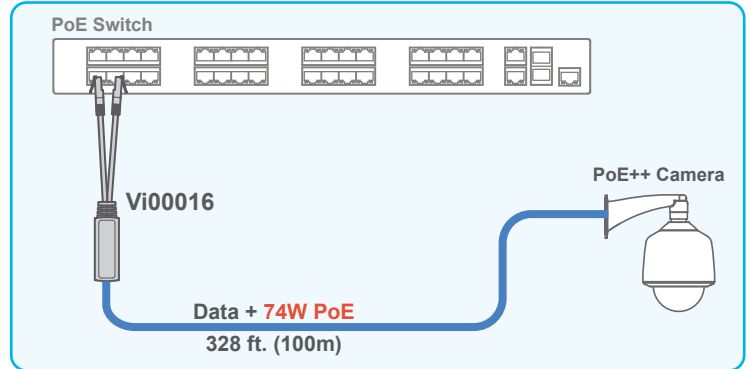 PoE Switch
Vi00016
PoE++ Camera
Data + 74W PoE
328 ft. (100m)